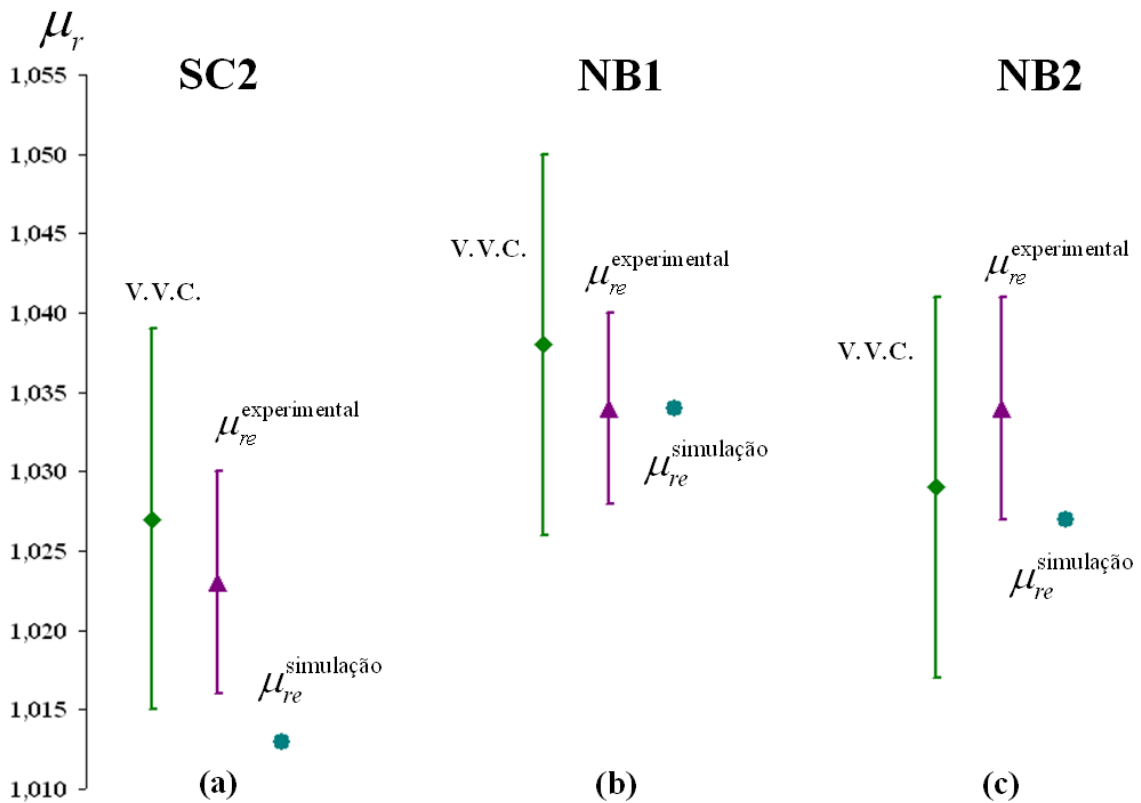 μr
SC2 NB1 NB2
1,055
1,050
1,045
1,040
1,035
1,030
1,025
1,020
1,015
1,010
V.V.C.
μre experimental
μre simulação
(a)
V.V.C.
μre experimental
μre simulação
(b)
V.V.C.
μre experimental
μre simulação
(c)